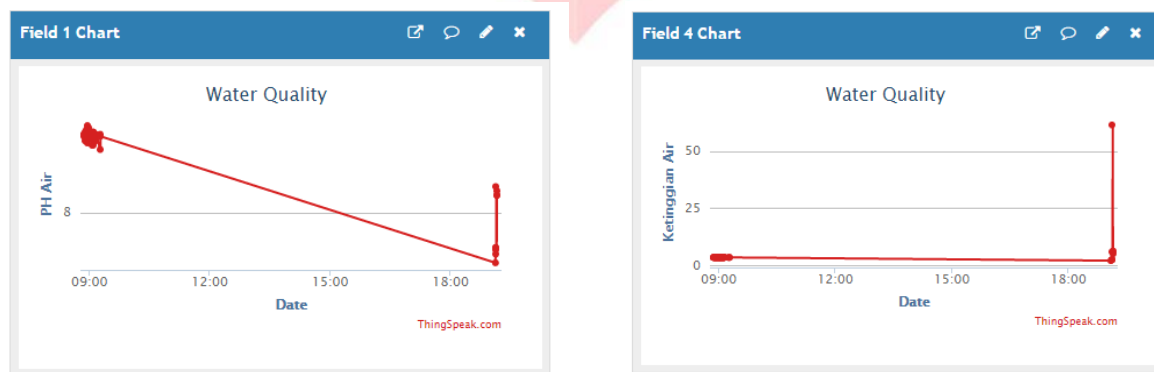 Field 1 Chart
Water Quality
PH Air
8
09:00 12:00 15:00 18:00
Date
ThingSpeak.com
Field 4 Chart
Water Quality
Ketinggian Air
50
25
0
09:00 12:00 15:00 18:00
Date
ThingSpeak.com